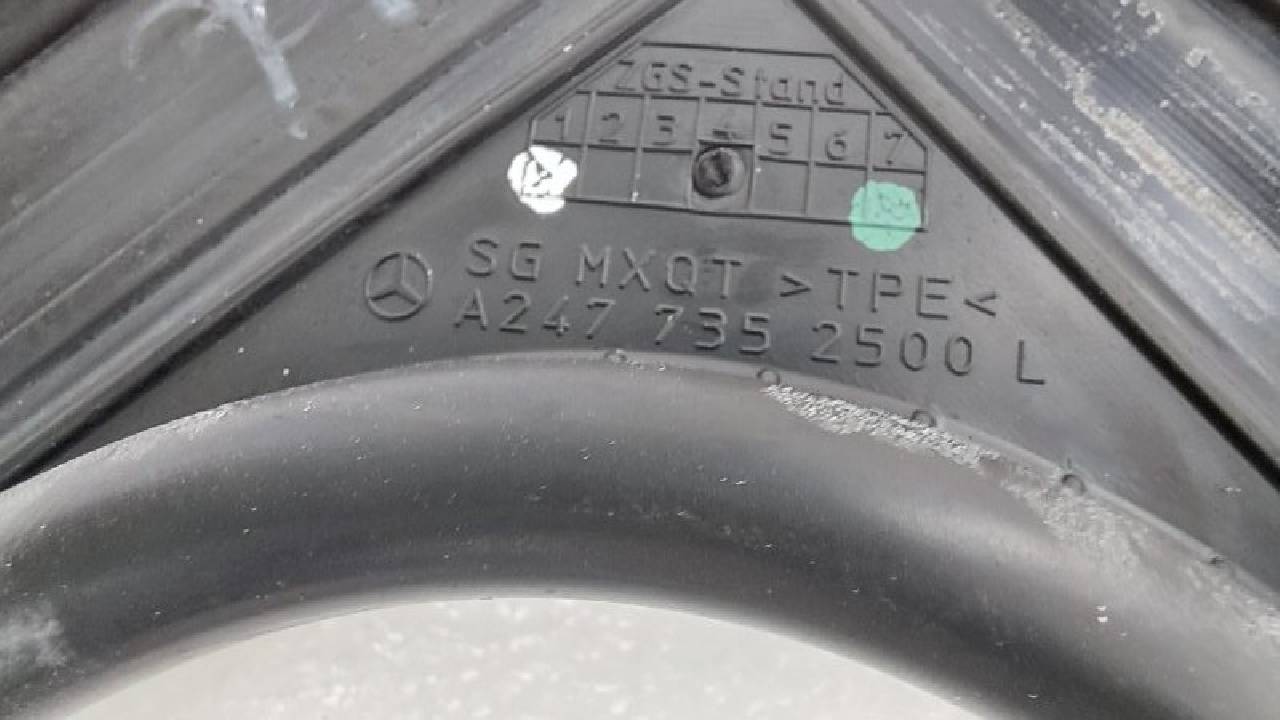 ZGS-Stand
1 2 3 4 5 6 7
SG MXQT >TPE<
A247 735 2500 L